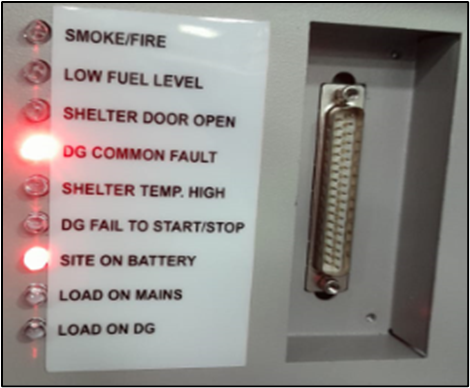 SMOKE/FIRE
LOW FUEL LEVEL
SHELTER DOOR OPEN
DG COMMON FAULT
SHELTER TEMP. HIGH
DG FAIL TO START/STOP
SITE ON BATTERY
LOAD ON MAINS
LOAD ON DG